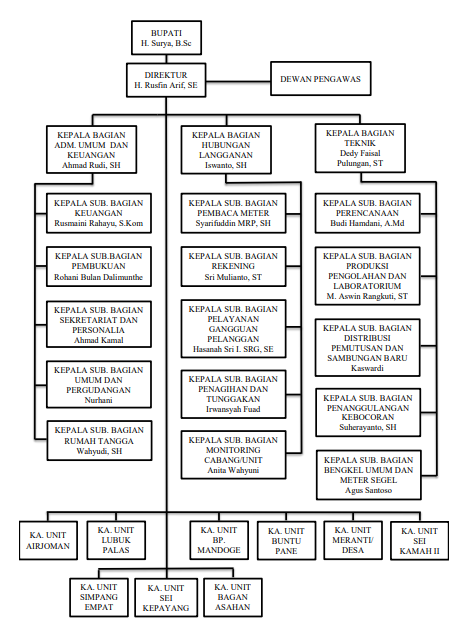 BUPATI
H. Surya, B.Sc
DIREKTUR
H. Rusfin Arif, SE
DEWAN PENGAWAS
KEPALA BAGIAN
ADM. UMUM DAN
KEUANGAN
Ahmad Rudi, SH
KEPALA BAGIAN
HUBUNGAN
LANGGANAN
Iswanto, SH
KEPALA BAGIAN
TEKNIK
Dedy Faisal
Pulungan, ST
KEPALA SUB. BAGIAN
KEUANGAN
Rusmaini Rahayu, S.Kom
KEPALA SUB.BAGIAN
PEMBUKUAN
Rohani Bulan Dalimunthe
KEPALA SUB. BAGIAN
SEKRETARIAT DAN
PERSONALIA
Ahmad Kamal
KEPALA SUB. BAGIAN
UMUM DAN
PERGUDANGAN
Nurhani
KEPALA SUB. BAGIAN
RUMAH TANGGA
Wahyudi, SH
KEPALA SUB. BAGIAN
PEMBACA METER
Syarifuddin MRP, SH
KEPALA SUB. BAGIAN
REKENING
Sri Mulianto, ST
KEPALA SUB. BAGIAN
PELAYANAN
GANGGUAN
PELANGGAN
Hasanah Sri I. SRG, SE
KEPALA SUB. BAGIAN
PENAGIHAN DAN
TUNGGAKAN
Irwansyah Fuad
KEPALA SUB. BAGIAN
MONITORING
CABANG/UNIT
Anita Wahyuni
KEPALA SUB. BAGIAN
PERENCANAAN
Budi Hamdani, A.Md
KEPALA SUB. BAGIAN
PRODUKSI
PENGOLAHAN DAN
LABORATORIUM
M. Aswin Rangkuti, ST
KEPALA SUB. BAGIAN
DISTRIBUSI
PEMUTUSAN DAN
SAMBUNGAN BARU
Kaswardi
KEPALA SUB. BAGIAN
PENANGGULANGAN
KEBOCORAN
Suherayanto, SH
KEPALA SUB. BAGIAN
BENGKEL UMUM DAN
METER SEGEL
Agus Santoso
KA. UNIT
AIRJOMAN
KA. UNIT
LUBUK
PALAS
KA. UNIT
BP.
MANDOGE
KA. UNIT
BUNTU
PANE
KA. UNIT
MERANTI/
DESA
KA. UNIT
SEI
KAMAH II
KA. UNIT
SIMPANG
EMPAT
KA. UNIT
SEI
KEPAYANG
KA. UNIT
BAGAN
ASAHAN